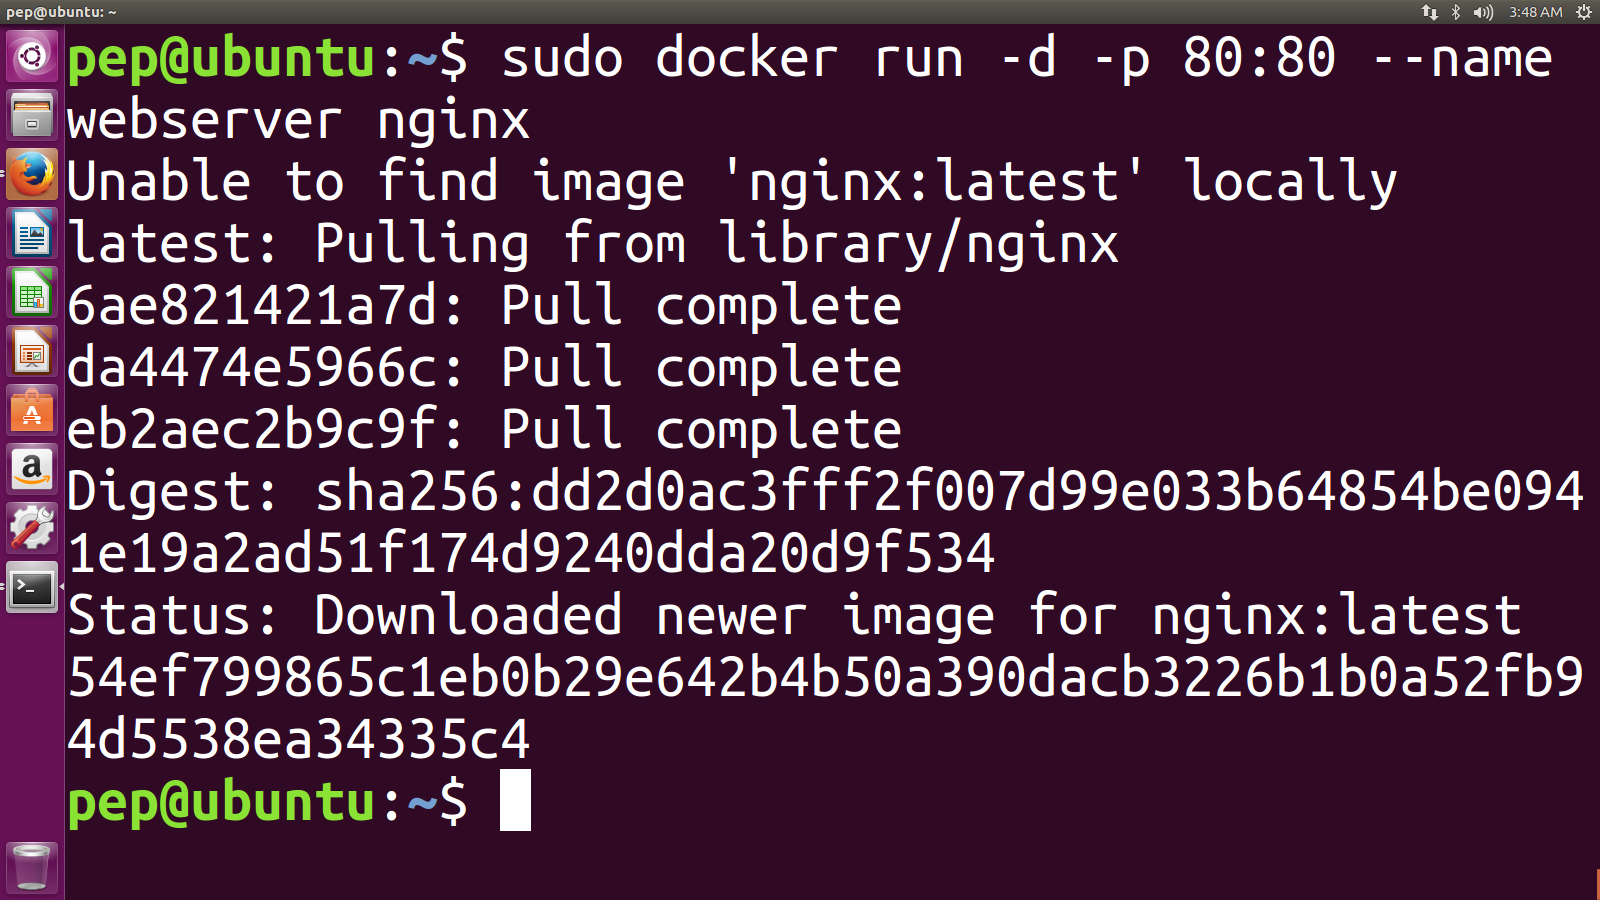 pep@ubuntu: ~
3:48 AM
pep@ubuntu:~$ sudo docker run -d -p 80:80 --name
webserver nginx
Unable to find image 'nginx:latest' locally
latest: Pulling from library/nginx
6ae821421a7d: Pull complete
da4474e5966c: Pull complete
eb2aec2b9c9f: Pull complete
Digest: sha256:dd2d0ac3fff2f007d99e033b64854be094
1e19a2ad51f174d9240dda20d9f534
Status: Downloaded newer image for nginx:latest
54ef799865c1eb0b29e642b4b50a390dacb3226b1b0a52fb9
4d5538ea34335c4
pep@ubuntu:~$